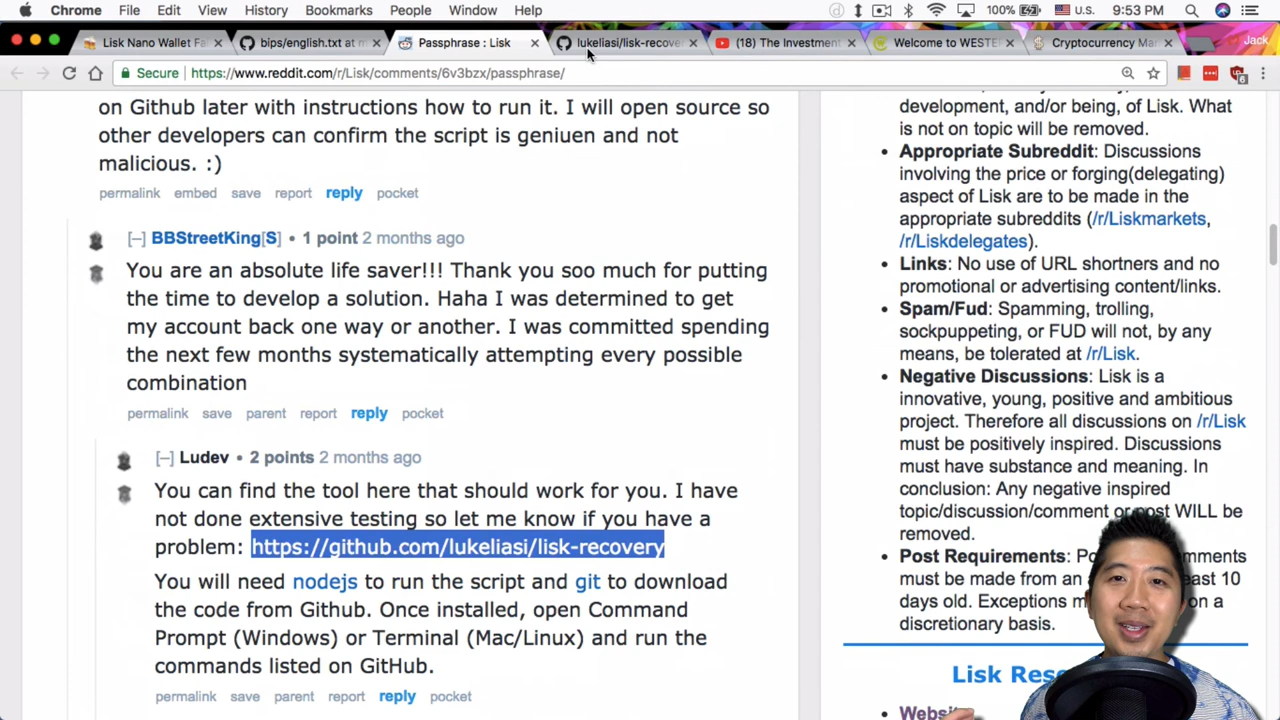 Chrome File Edit View History Bookmarks People Window Help 100% U.S. 9:53 PM
Lisk Nano Wallet Fa bips/english.txt at m Passphrase : Lisk lukeliasi/lisk-recover (18) The Investment Welcome to WESTE Cryptocurrency Ma Jack
Secure https://www.reddit.com/r/Lisk/comments/6v3bzx/passphrase/ 6
on Github later with instructions how to run it. I will open source so
other developers can confirm the script is geniuen and not
malicious. :)
permalink embed save report reply pocket
[–] BBStreetKing[S] • 1 point 2 months ago
You are an absolute life saver!!! Thank you soo much for putting
the time to develop a solution. Haha I was determined to get
my account back one way or another. I was committed spending
the next few months systematically attempting every possible
combination
permalink save parent report reply pocket
[–] Ludev • 2 points 2 months ago
You can find the tool here that should work for you. I have
not done extensive testing so let me know if you have a
problem: https://github.com/lukeliasi/lisk-recovery
You will need nodejs to run the script and git to download
the code from Github. Once installed, open Command
Prompt (Windows) or Terminal (Mac/Linux) and run the
commands listed on GitHub.
permalink save parent report reply pocket
development, and/or being, of Lisk. What
is not on topic will be removed.
• Appropriate Subreddit: Discussions
involving the price or forging(delegating)
aspect of Lisk are to be made in the
appropriate subreddits (/r/Liskmarkets,
/r/Liskdelegates).
• Links: No use of URL shorteners and no
promotional or advertising content/links.
• Spam/Fud: Spamming, trolling,
sockpuppeting, or FUD will not, by any
means, be tolerated at /r/Lisk.
• Negative Discussions: Lisk is a
innovative, young, positive and ambitious
project. Therefore all discussions on /r/Lisk
must be positively inspired. Discussions
must have substance and meaning. In
conclusion: Any negative inspired
topic/discussion/comment or post WILL be
removed.
• Post Requirements: comments
must be made from an least 10
days old. Exceptions on a
discretionary basis.
Lisk